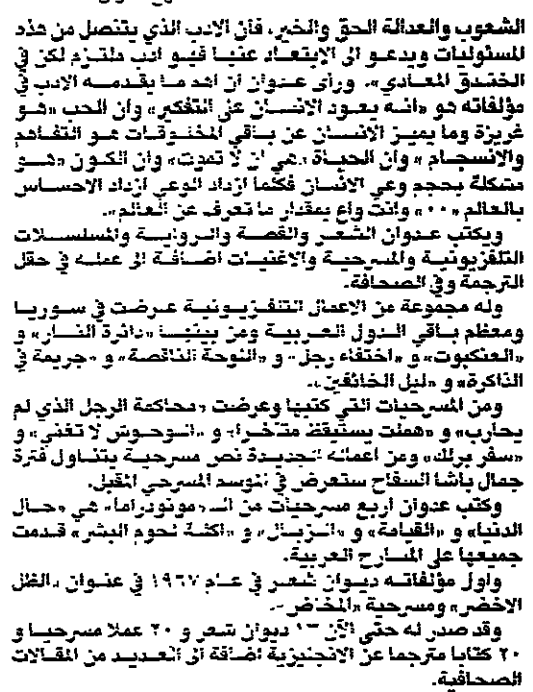 الشعوب والعدالة الحق والخير، فان الادب الذي يتنصل من هذه
المسئوليات ويدعو الى الابتعاد عنها فهو ادب ملتزم لكن في
الخندق المعادي». ورأى عدوان ان اهم ما يقدمه الادب في
مؤلفاته هو «انه يعود الانسان على التفكير» وان الحب «هو
غريزة وما يميز الانسان عن باقي المخلوقات هو التفاهم
والانسجام» وان الحياة «هي ان لا تموت» وان الكون «هو
مشكلة بحجم وعي الانسان فكلما ازداد الوعي ازداد الاحساس
بالعالم «٠٠» وانت واع بمقدار ما تعرف عن العالم».
ويكتب عدوان الشعر والقصة والرواية والمسلسلات
التلفزيونية والمسرحية والاغنيات اضافة الى عمله في حقل
الترجمة وفي الصحافة.
وله مجموعة من الاعمال التلفزيونية عرضت في سوريا
ومعظم باقي الدول العربية ومن بينها «دائرة النار» و
«العنكبوت» و «اختفاء رجل» و «اللوحة الناقصة» و «جريمة في
الذاكرة» و «ليل الخائفين».
ومن المسرحيات التي كتبها وعرضت «محاكمة الرجل الذي لم
يحارب» و «هملت يستيقظ متأخرا» و «الوحوش لا تغني» و
«سفر برلك» ومن اعماله الجديدة نص مسرحية يتناول فترة
جمال باشا السفاح ستعرض في الموسم المسرحي المقبل.
وكتب عدوان اربع مسرحيات من الـ «مونودراما» هي «حال
الدنيا» و «القيامة» و «الزبال» و «اكلة لحوم البشر» قدمت
جميعها على المسارح العربية.
واول مؤلفاته ديوان شعر في عام ١٩٦٧ في عنوان «الظل
الاخضر» ومسرحية «المخاض».
وقد صدر له حتى الآن ديوان شعر و ٢٠ عملا مسرحيا و
٢٠ كتابا مترجما عن الانجليزية اضافة الى العديد من المقالات
الصحافية.